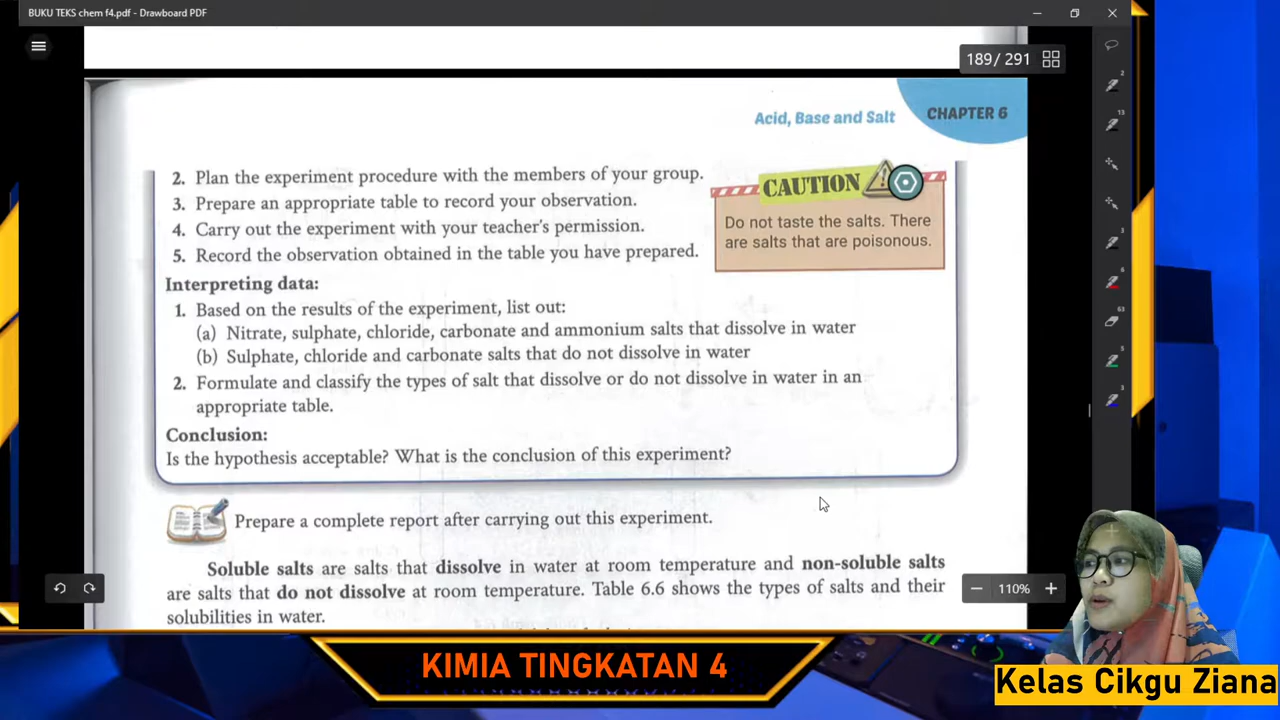 BUKU TEKS chem f4.pdf - Drawboard PDF
189 / 291
Acid, Base and Salt
CHAPTER 6
2. Plan the experiment procedure with the members of your group.
3. Prepare an appropriate table to record your observation.
4. Carry out the experiment with your teacher's permission.
5. Record the observation obtained in the table you have prepared.
CAUTION
Do not taste the salts. There
are salts that are poisonous.
Interpreting data:
1. Based on the results of the experiment, list out:
(a) Nitrate, sulphate, chloride, carbonate and ammonium salts that dissolve in water
(b) Sulphate, chloride and carbonate salts that do not dissolve in water
2. Formulate and classify the types of salt that dissolve or do not dissolve in water in an
appropriate table.
Conclusion:
Is the hypothesis acceptable? What is the conclusion of this experiment?
Prepare a complete report after carrying out this experiment.
Soluble salts are salts that dissolve in water at room temperature and non-soluble salts
are salts that do not dissolve at room temperature. Table 6.6 shows the types of salts and their
solubilities in water.
110%
2
13
3
6
63
5
3
KIMIA TINGKATAN 4
Kelas Cikgu Ziana